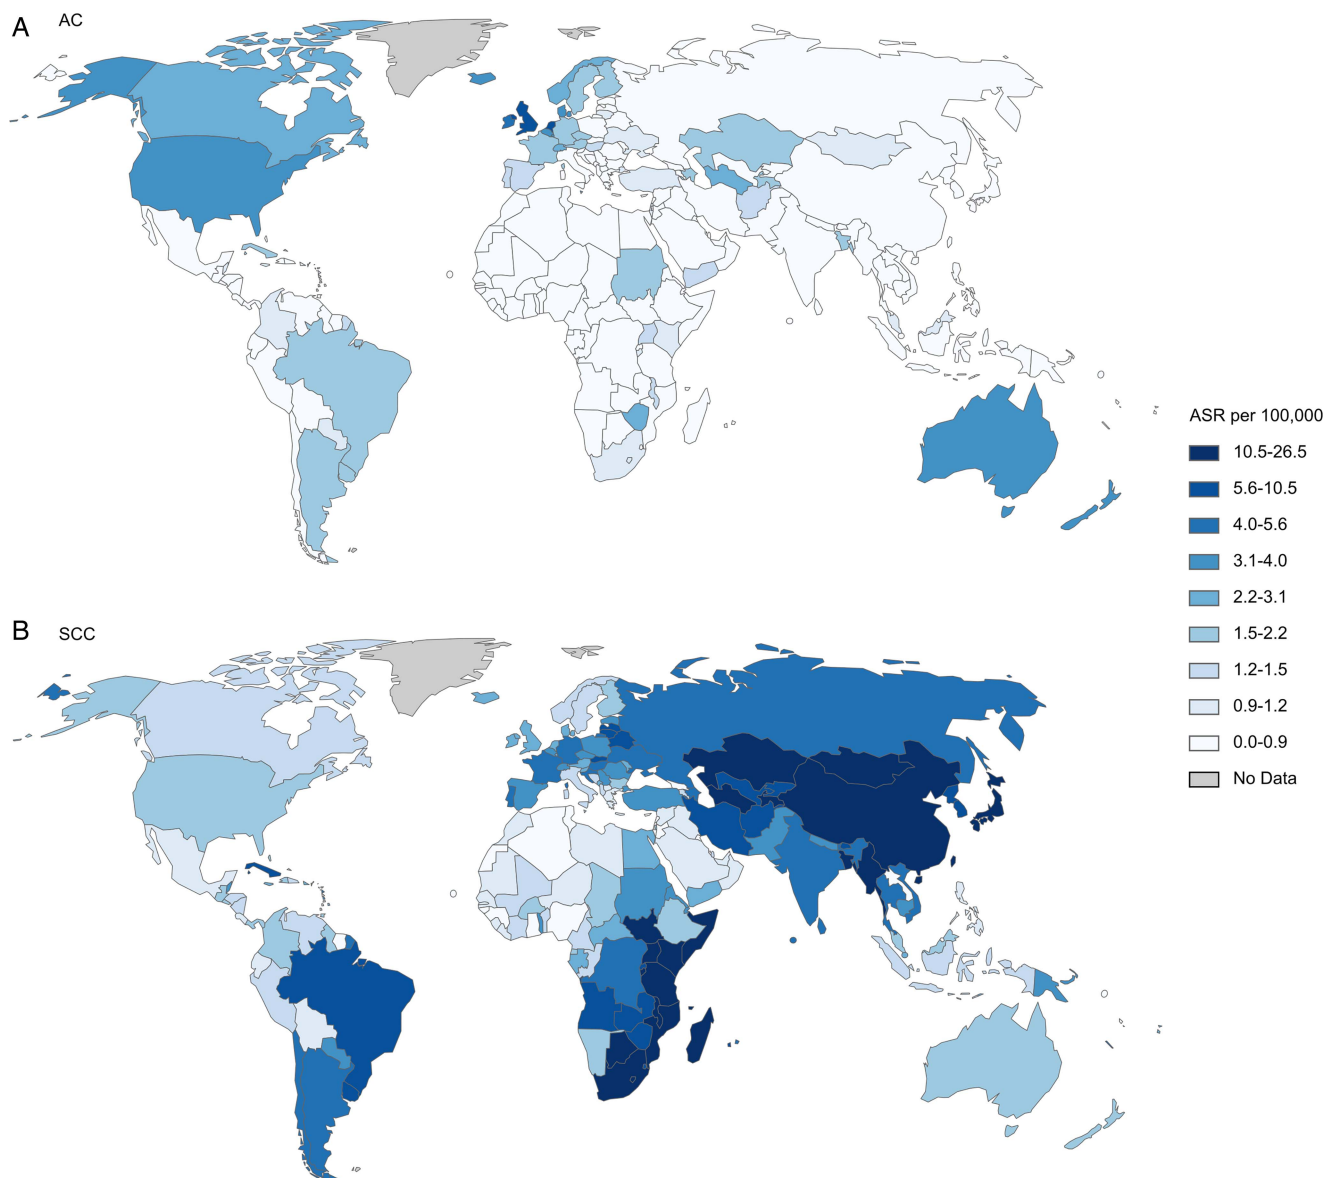 A AC
ASR per 100,000
10.5-26.5
5.6-10.5
4.0-5.6
3.1-4.0
2.2-3.1
1.5-2.2
1.2-1.5
0.9-1.2
0.0-0.9
No Data
B SCC